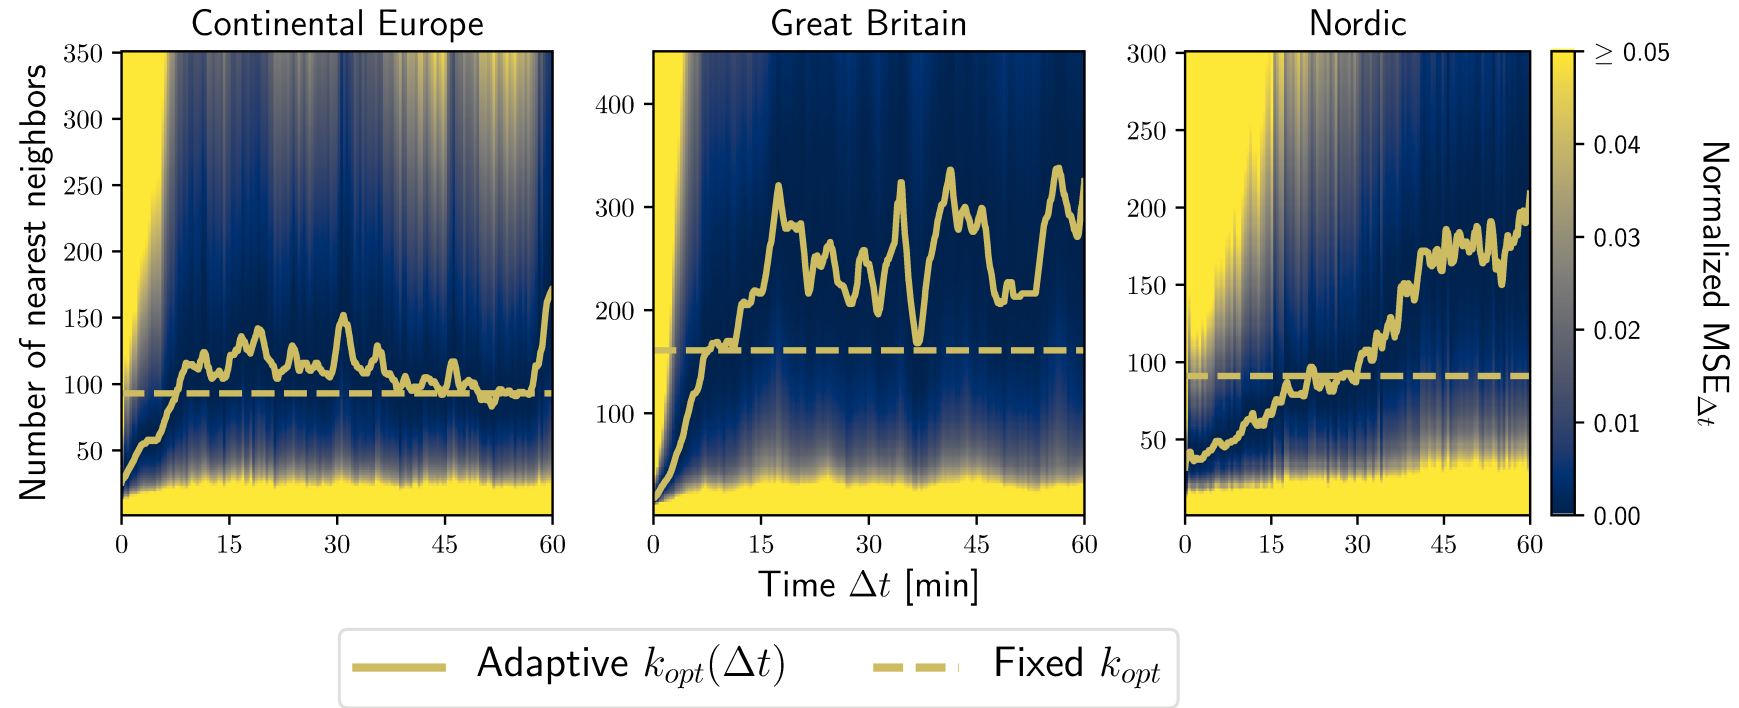 Continental Europe
Great Britain
Nordic
Number of nearest neighbors
350
300
250
200
150
100
50
0 15 30 45 60
400
300
200
100
0 15 30 45 60
300
250
200
150
100
50
0 15 30 45 60
≥ 0.05
0.04
0.03
0.02
0.01
0.00
Normalized MSE_Δt
Time Δt [min]
Adaptive k_opt(Δt)
Fixed k_opt